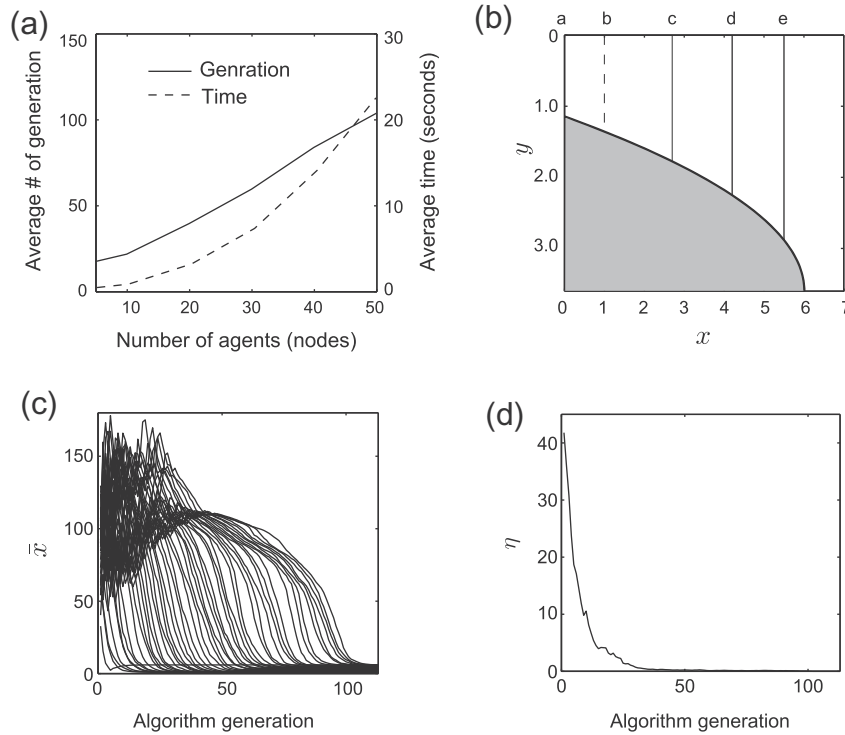 (a)
150
100
50
0
Average # of generation
Genration
Time
30
20
10
0
Average time (seconds)
10 20 30 40 50
Number of agents (nodes)
(b)
a b c d e
0
1.0
2.0
3.0
y
0 1 2 3 4 5 6 7
x
(c)
150
100
50
0
x̄
0 50 100
Algorithm generation
(d)
40
30
20
10
0
η
0 50 100
Algorithm generation